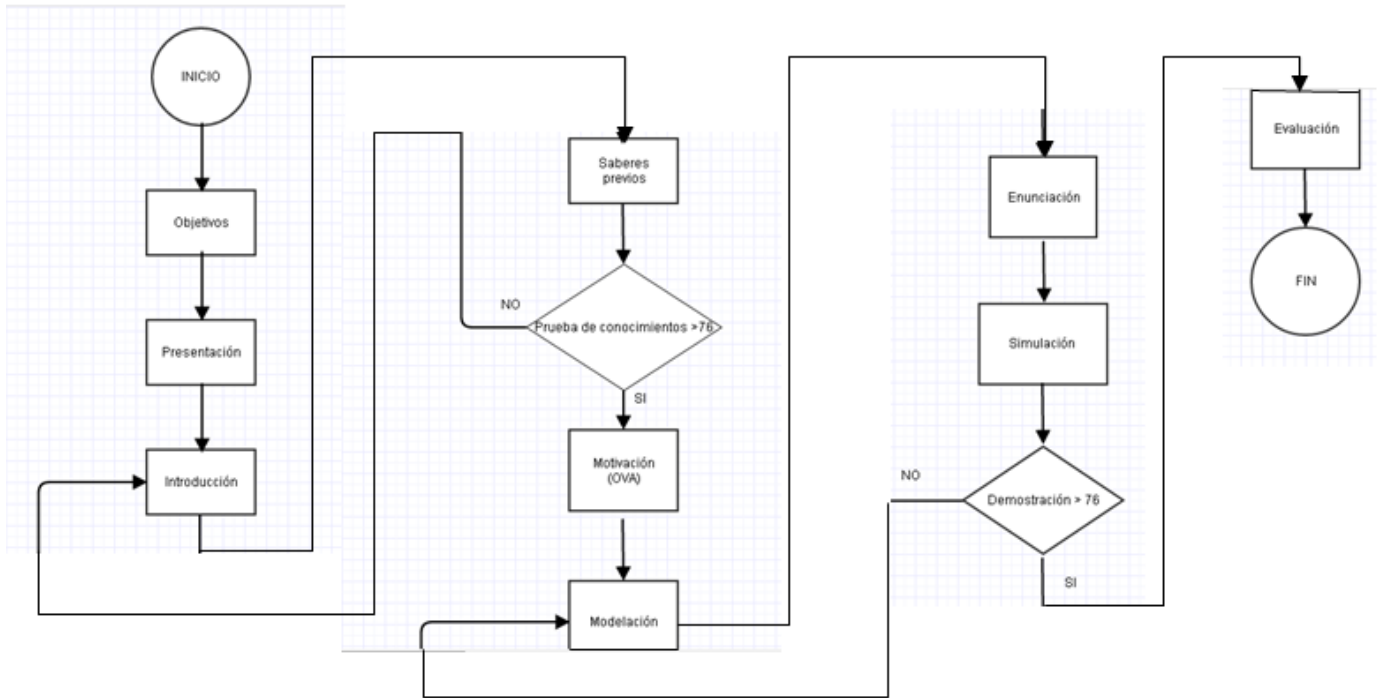 INICIO
Objetivos
Presentación
Introducción
Saberes
previos
NO
Prueba de conocimientos >76
SI
Motivación
(OVA)
Modelación
Enunciación
Simulación
NO
Demostración > 76
SI
Evaluación
FIN